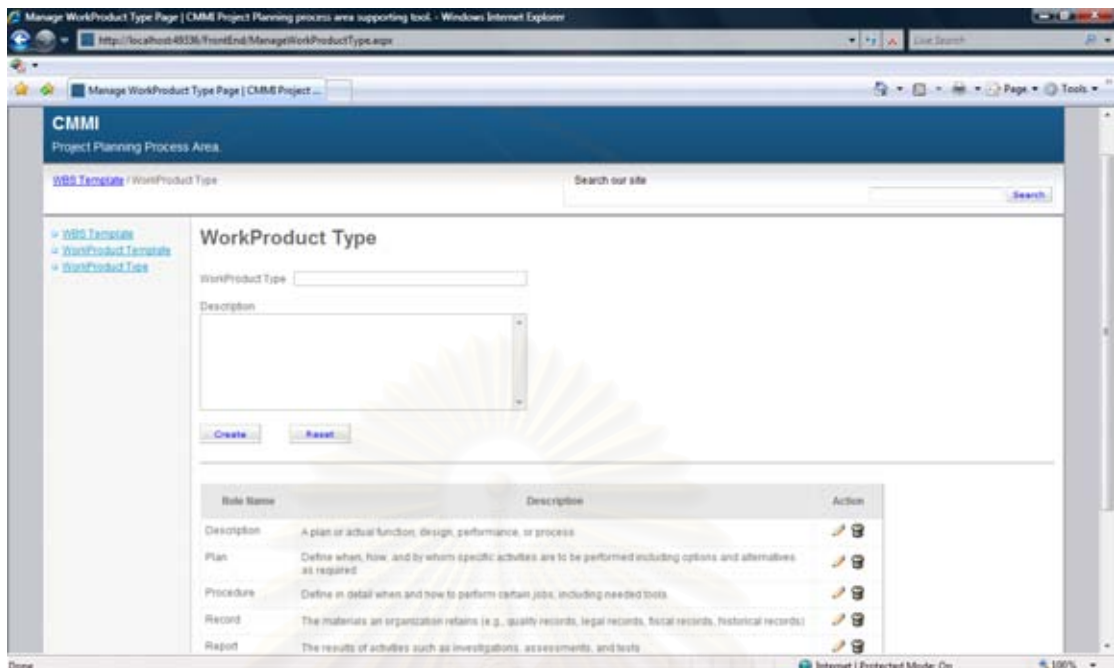 Manage WorkProduct Type Page | CMMI Project Planning process area supporting tool. - Windows Internet Explorer
http://localhost:49336/FrontEnd/ManageWorkProductType.aspx
Live Search
Manage WorkProduct Type Page | CMMI Project ...
Page
Tools
CMMI
Project Planning Process Area.
WBS Template / WorkProduct Type
Search our site
Search
WBS Template
WorkProduct Template
WorkProduct Type
WorkProduct Type
WorkProduct Type
Description
Create
Reset
Role Name Description Action
Description A plan or actual function, design, performance, or process
Plan Define when, how, and by whom specific activities are to be performed including options and alternatives
as required
Procedure Define in detail when and how to perform certain jobs, including needed tools
Record The materials an organization retains (e.g., quality records, legal records, fiscal records, historical records)
Report The results of activities such as investigations, assessments, and tests
Done
Internet | Protected Mode: On
100%